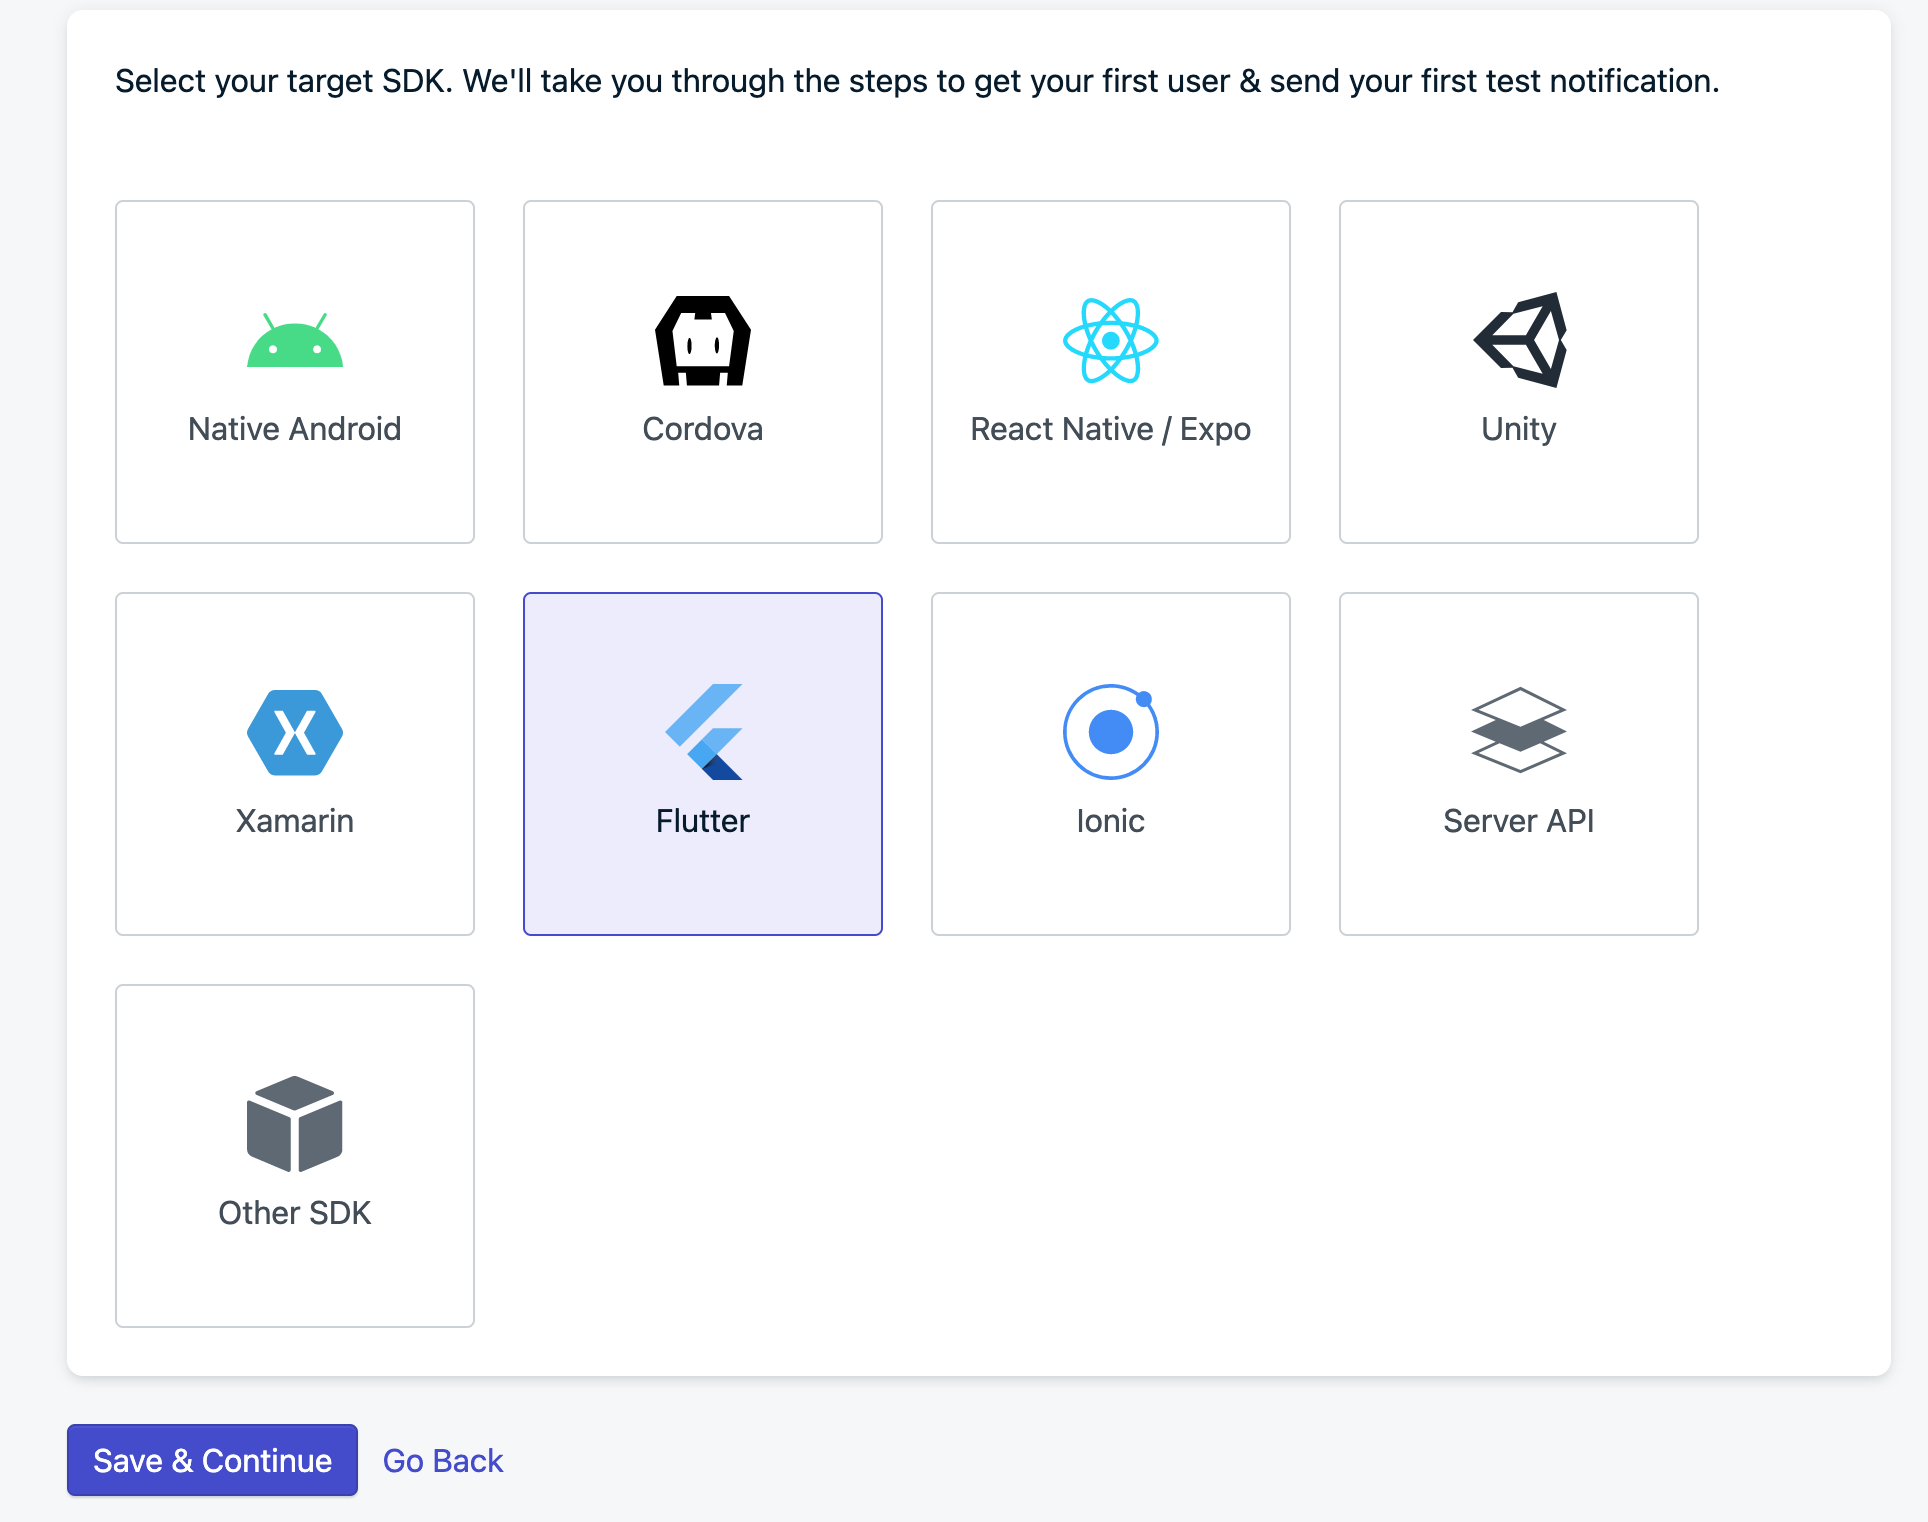 Select your target SDK. We'll take you through the steps to get your first user & send your first test notification.
Native Android
Cordova
React Native / Expo
Unity
Xamarin
Flutter
Ionic
Server API
Other SDK
Save & Continue
Go Back